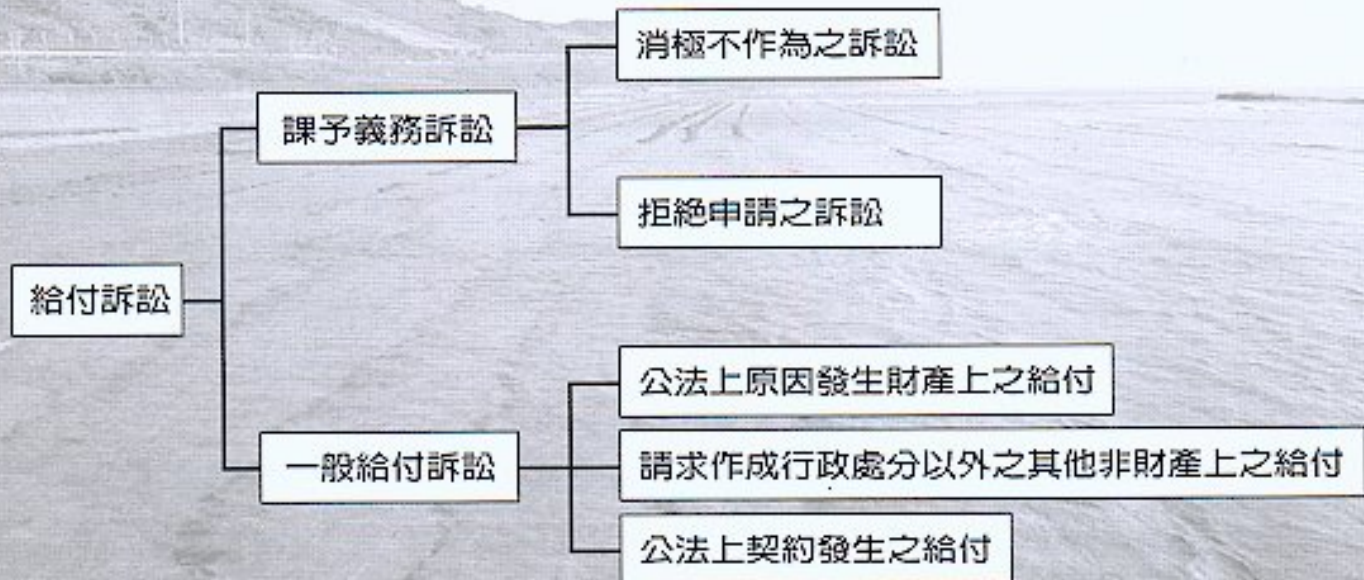 給付訴訟
課予義務訴訟
消極不作為之訴訟
拒絕申請之訴訟
一般給付訴訟
公法上原因發生財產上之給付
請求作成行政處分以外之其他非財產上之給付
公法上契約發生之給付